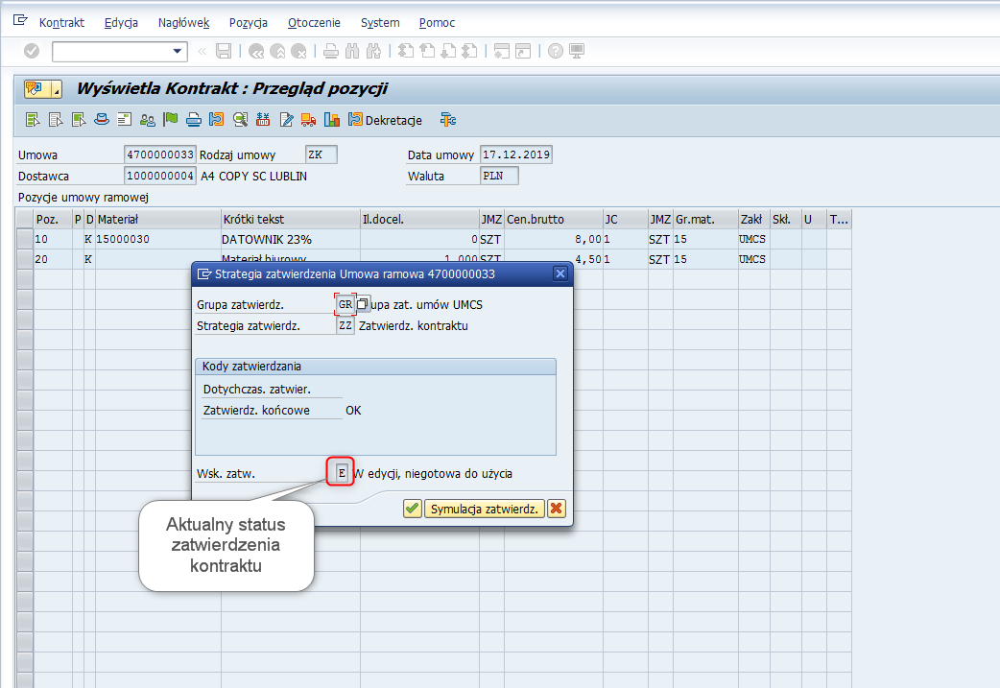 Kontrakt Edycja Nagłówek Pozycja Otoczenie System Pomoc
Wyświetla Kontrakt : Przegląd pozycji
Dekretacje
Umowa 4700000033 Rodzaj umowy ZK Data umowy 17.12.2019
Dostawca 1000000004 A4 COPY SC LUBLIN Waluta PLN
Pozycje umowy ramowej
Poz. P D Materiał Krótki tekst Il.docel. JMZ Cen.brutto JC JMZ Gr.mat. Zakł Skł. U T...
10 K 15000030 DATOWNIK 23% 0 SZT 8,00 1 SZT 15 UMCS
20 K Materiał biurowy 1.000 SZT 4,50 1 SZT 15 UMCS
Strategia zatwierdzenia Umowa ramowa 4700000033
Grupa zatwierdz. GR upa zat. umów UMCS
Strategia zatwierdz. ZZ Zatwierdz. kontraktu
Kody zatwierdzania
Dotychczas. zatwier.
Zatwierdz. końcowe OK
Wsk. zatw. E W edycji, niegotowa do użycia
Symulacja zatwierdz.
Aktualny status
zatwierdzenia
kontraktu